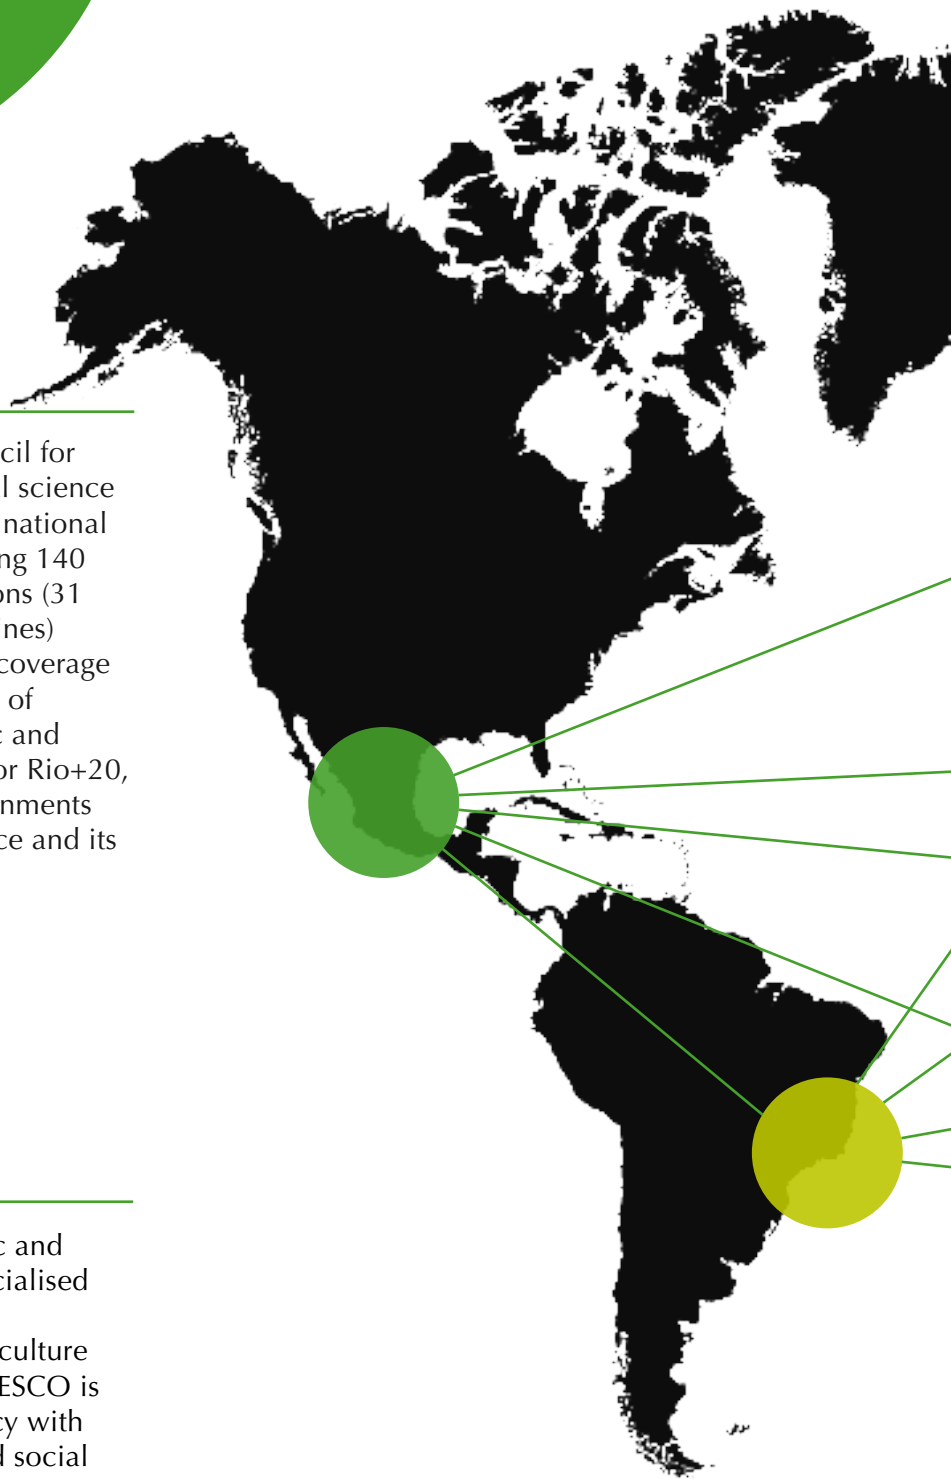 cil for
l science
national
ng 140
ons (31
nes)
coverage
of
c and
or Rio+20,
rnments
ce and its
c and
cialised
culture
ESCO is
cy with
d social